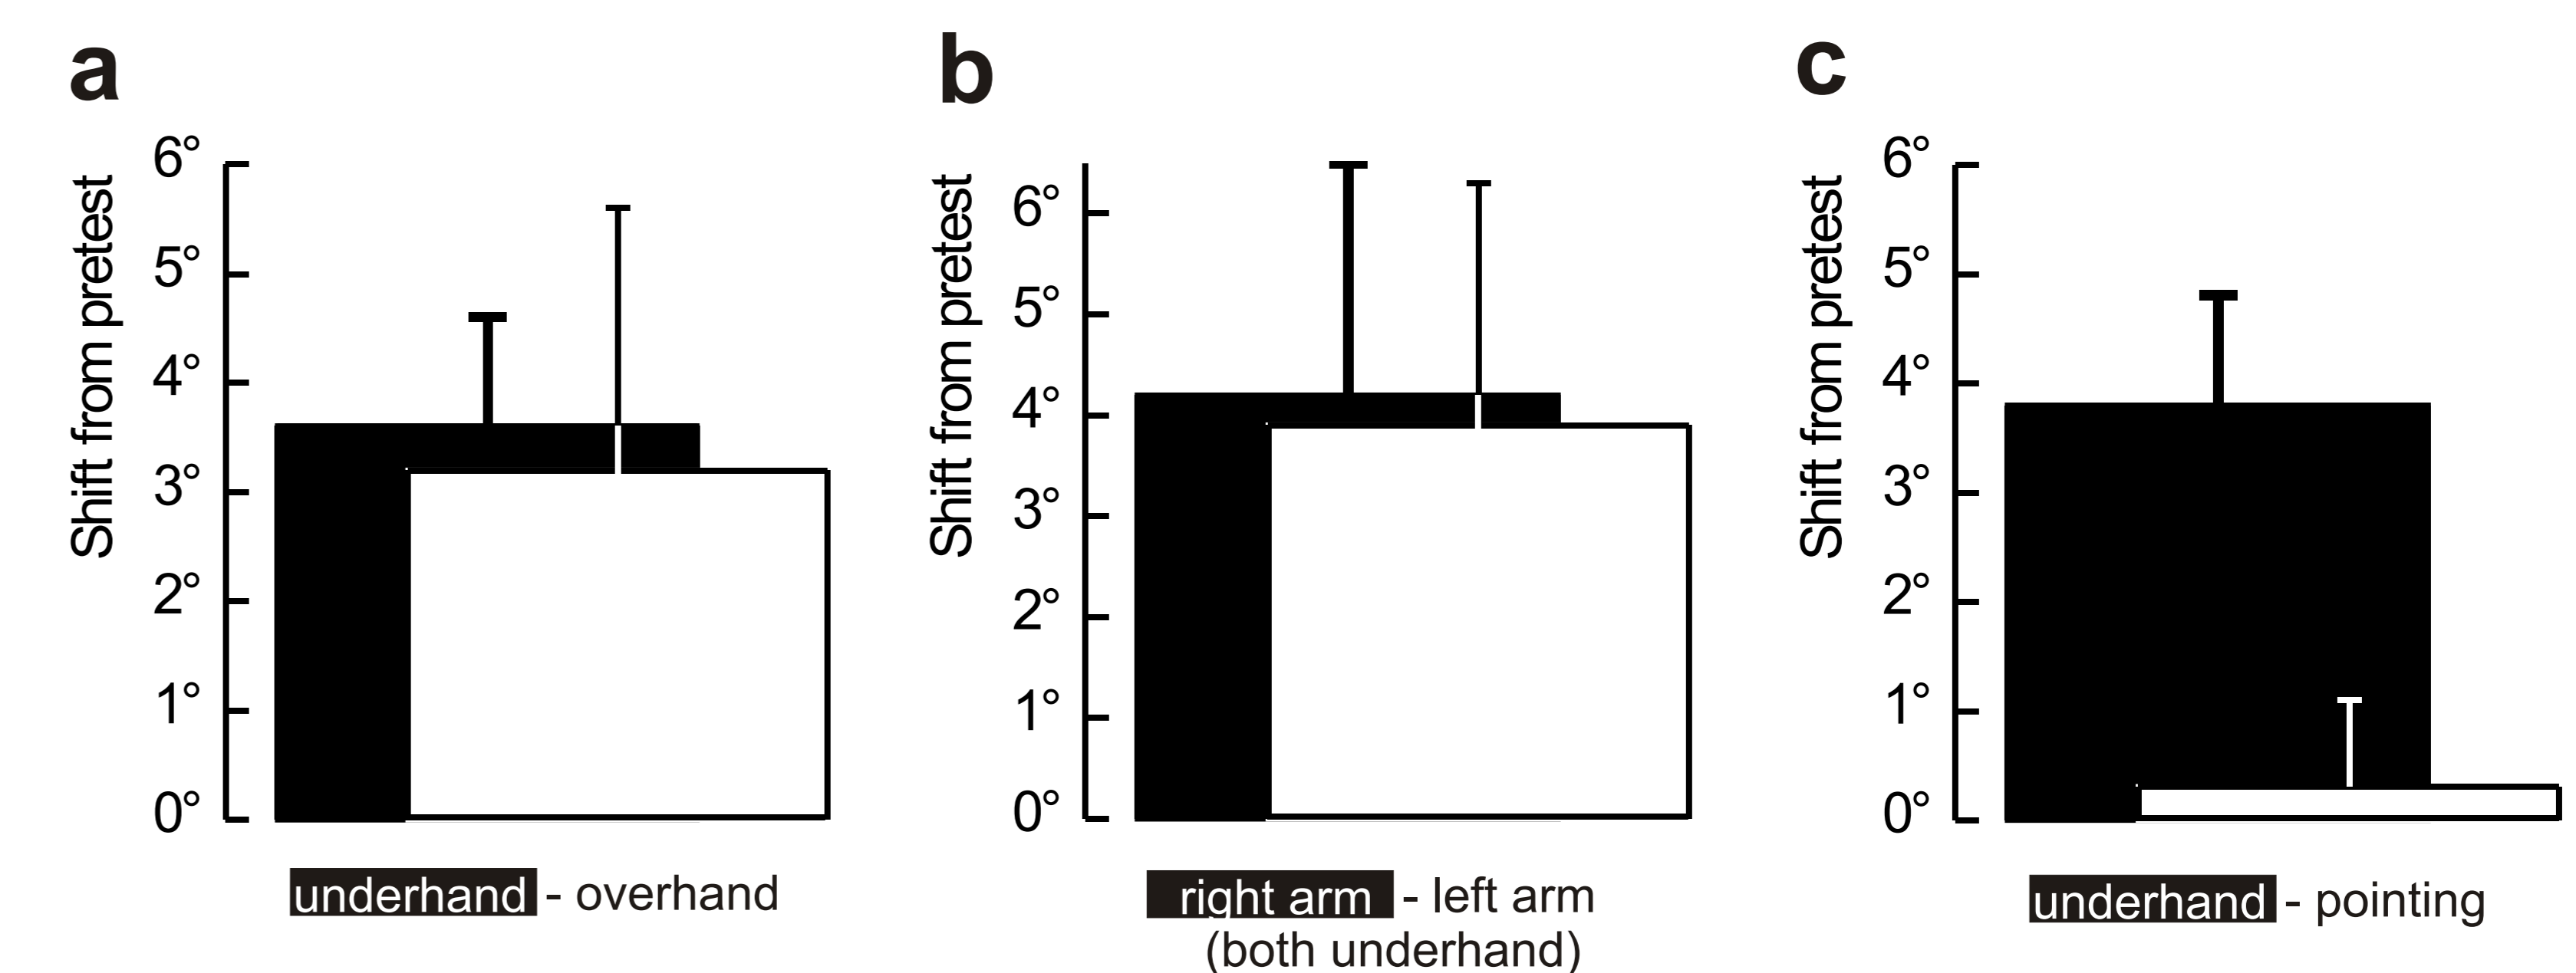 a
Shift from pretest
6°
5°
4°
3°
2°
1°
0°
underhand - overhand
b
Shift from pretest
6°
5°
4°
3°
2°
1°
0°
right arm - left arm
(both underhand)
c
Shift from pretest
6°
5°
4°
3°
2°
1°
0°
underhand - pointing